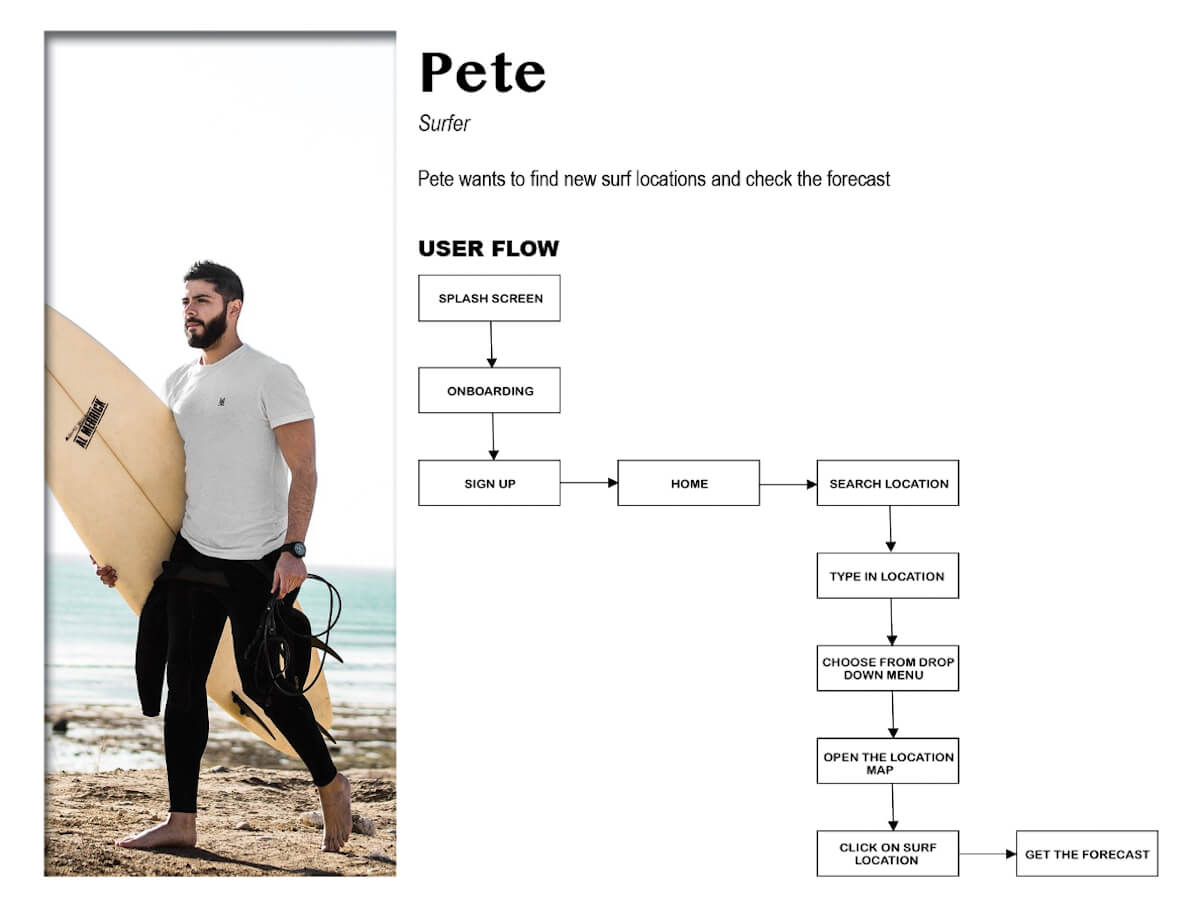 Pete
Surfer
Pete wants to find new surf locations and check the forecast
USER FLOW
SPLASH SCREEN
ONBOARDING
SIGN UP
HOME
SEARCH LOCATION
TYPE IN LOCATION
CHOOSE FROM DROP
DOWN MENU
OPEN THE LOCATION
MAP
CLICK ON SURF
LOCATION
GET THE FORECAST
AL MERRICK